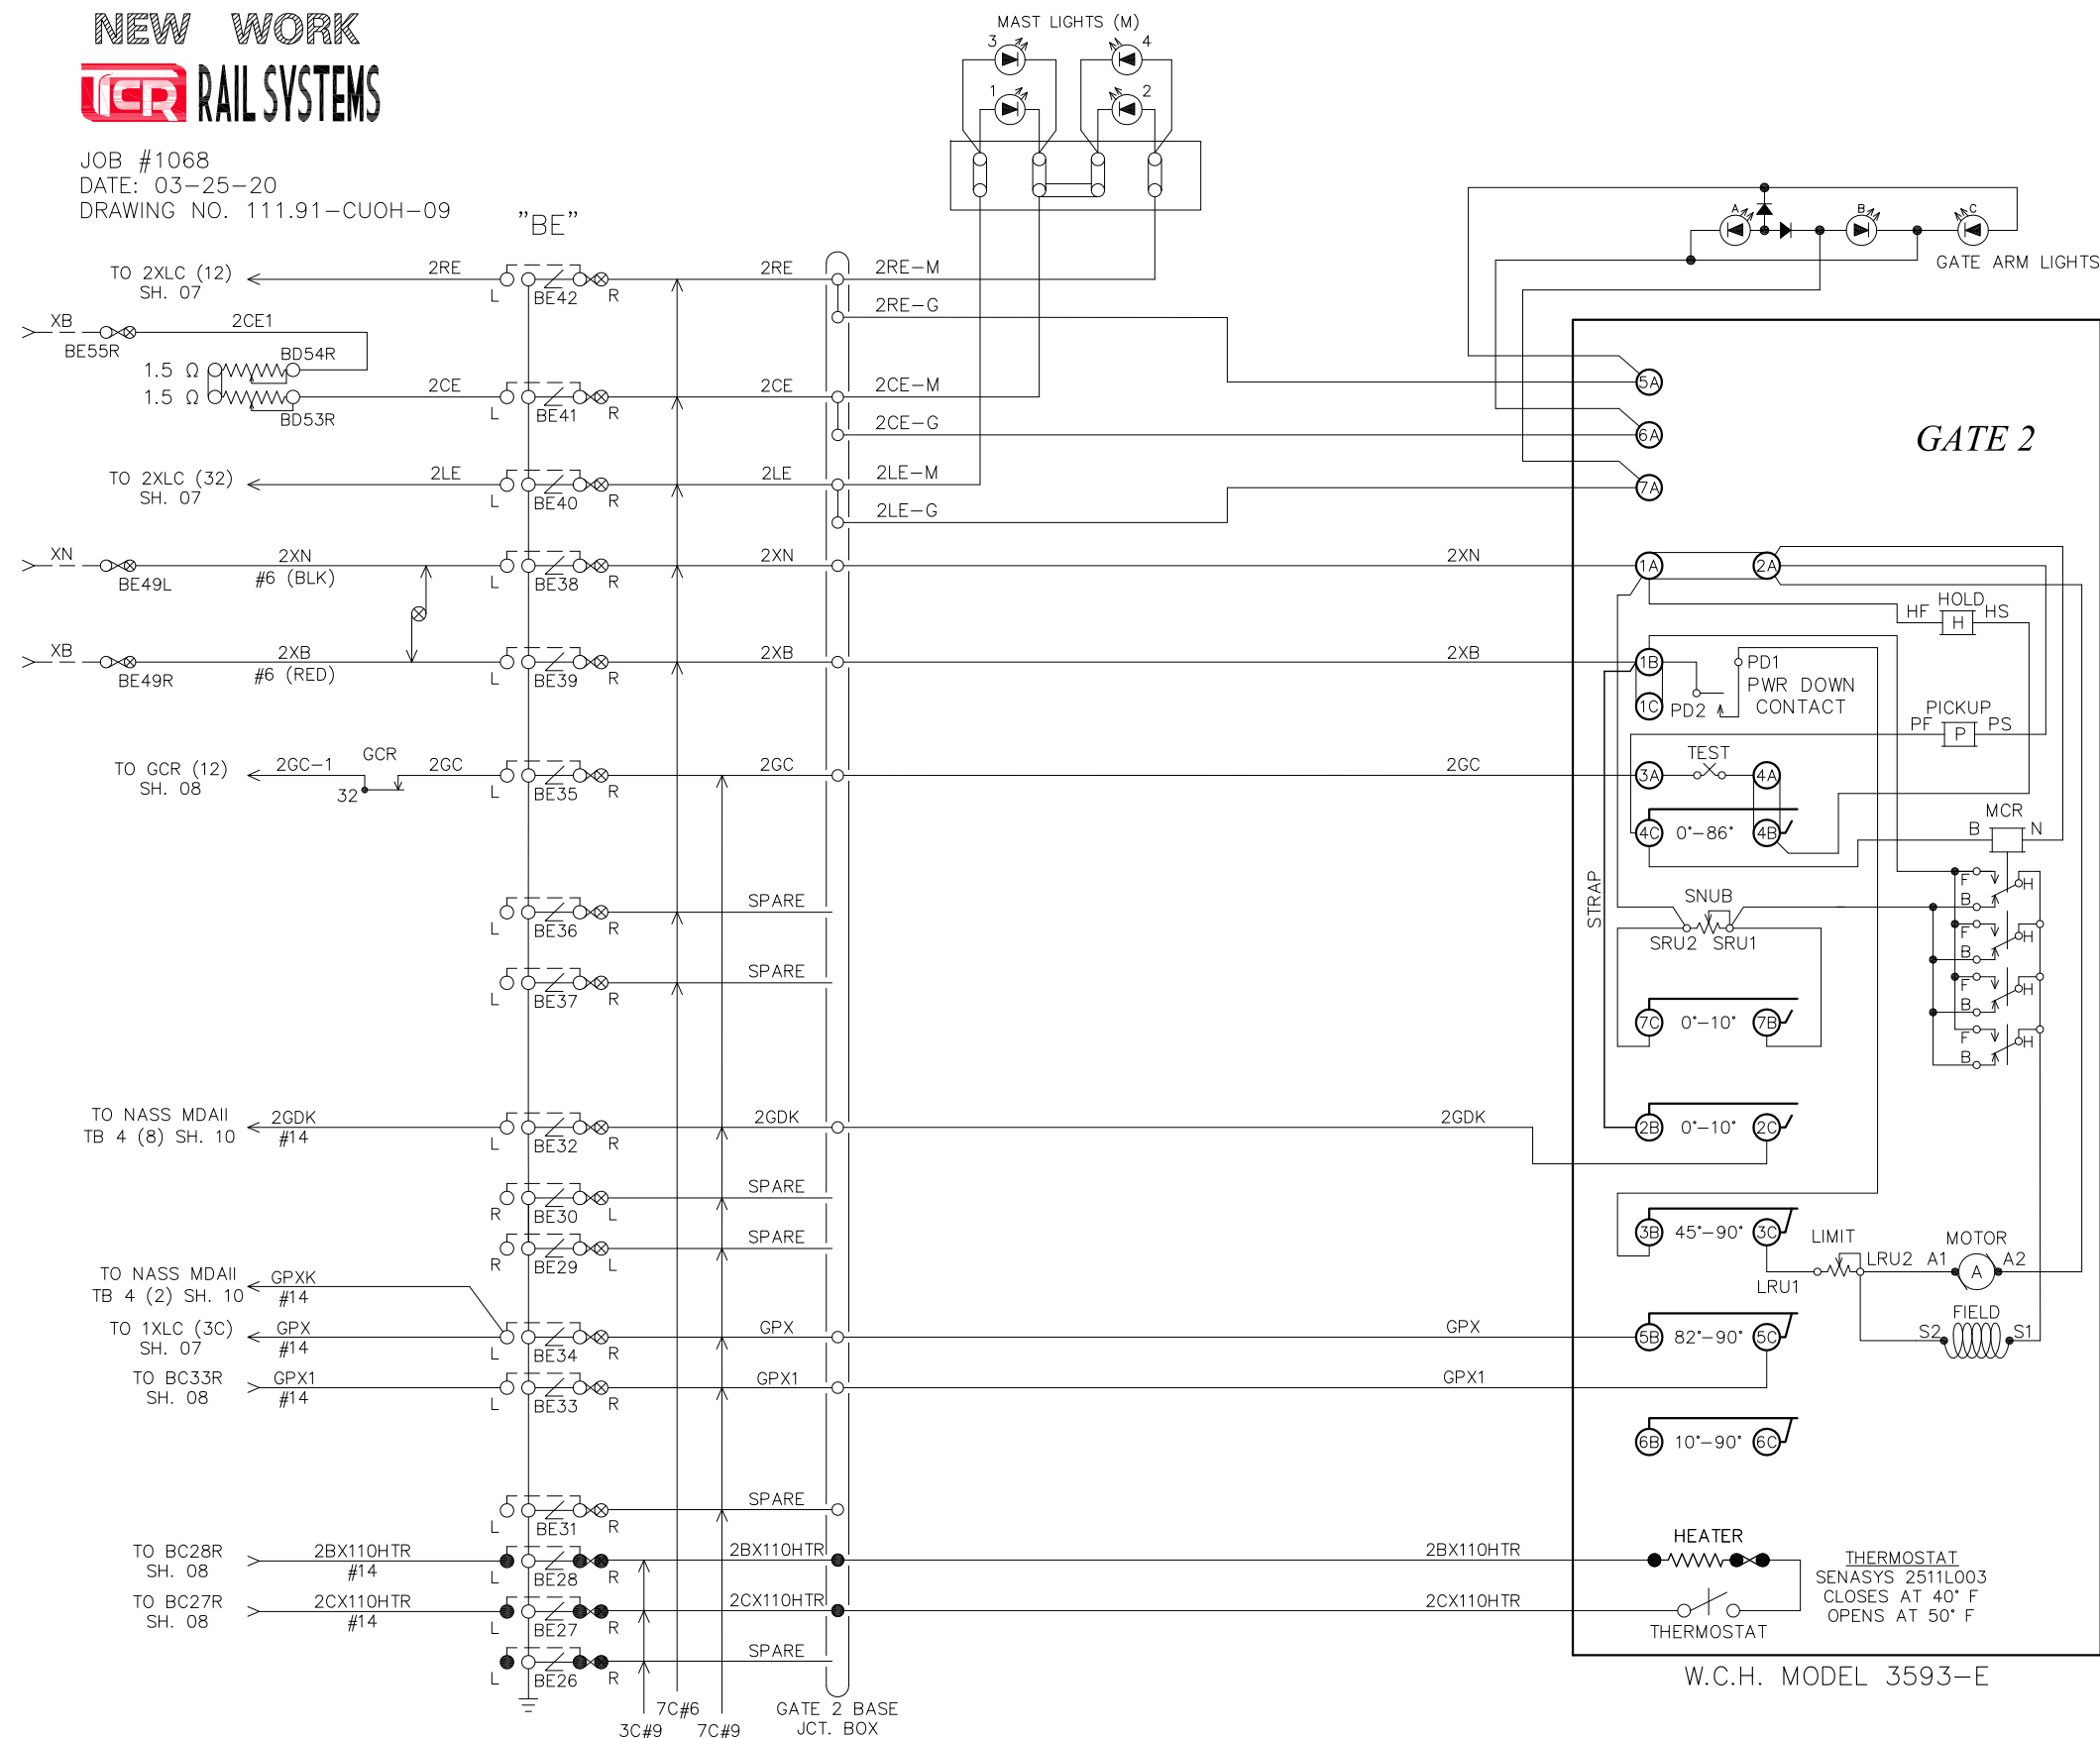 NEW WORK
TCR RAIL SYSTEMS
JOB #1068
DATE: 03-25-20
DRAWING NO. 111.91-CUOH-09
"BE"
MAST LIGHTS (M)
3
4
1
2
A
B
C
GATE ARM LIGHTS
TO 2XLC (12)
SH. 07
2RE
L
BE42
R
2RE
2RE-M
2RE-G
XB
BE55R
2CE1
1.5 Ω
BD54R
1.5 Ω
BD53R
2CE
L
BE41
R
2CE
2CE-M
2CE-G
5A
6A
7A
GATE 2
TO 2XLC (32)
SH. 07
2LE
L
BE40
R
2LE
2LE-M
2LE-G
XN
BE49L
2XN
#6 (BLK)
L
BE38
R
2XN
2XN
1A
2A
HOLD
HF
H
HS
XB
BE49R
2XB
#6 (RED)
L
BE39
R
2XB
2XB
1B
1C
PD1
PWR DOWN
CONTACT
PD2
PICKUP
PF
P
PS
TO GCR (12)
SH. 08
2GC-1
GCR
32
2GC
L
BE35
R
2GC
2GC
3A
TEST
4A
4C
0°-86°
4B
MCR
B
N
F
H
B
F
H
B
F
H
B
F
H
B
STRAP
SNUB
SRU2
SRU1
L
BE36
R
SPARE
L
BE37
R
SPARE
7C
0°-10°
7B
TO NASS MDAII
TB 4 (8) SH. 10
2GDK
#14
L
BE32
R
2GDK
2GDK
2B
0°-10°
2C
R
BE30
L
SPARE
R
BE29
L
SPARE
3B
45°-90°
3C
LIMIT
LRU1
LRU2
MOTOR
A1
A
A2
FIELD
S2
S1
TO NASS MDAII
TB 4 (2) SH. 10
GPXK
#14
TO 1XLC (3C)
SH. 07
GPX
#14
L
BE34
R
GPX
GPX
5B
82°-90°
5C
TO BC33R
SH. 08
GPX1
#14
L
BE33
R
GPX1
GPX1
6B
10°-90°
6C
L
BE31
R
SPARE
TO BC28R
SH. 08
2BX110HTR
#14
L
BE28
R
2BX110HTR
2BX110HTR
HEATER
TO BC27R
SH. 08
2CX110HTR
#14
L
BE27
R
2CX110HTR
2CX110HTR
THERMOSTAT
THERMOSTAT
SENASYS 2511L003
CLOSES AT 40° F
OPENS AT 50° F
L
BE26
R
SPARE
3C#9
7C#6
7C#9
GATE 2 BASE
JCT. BOX
W.C.H. MODEL 3593-E